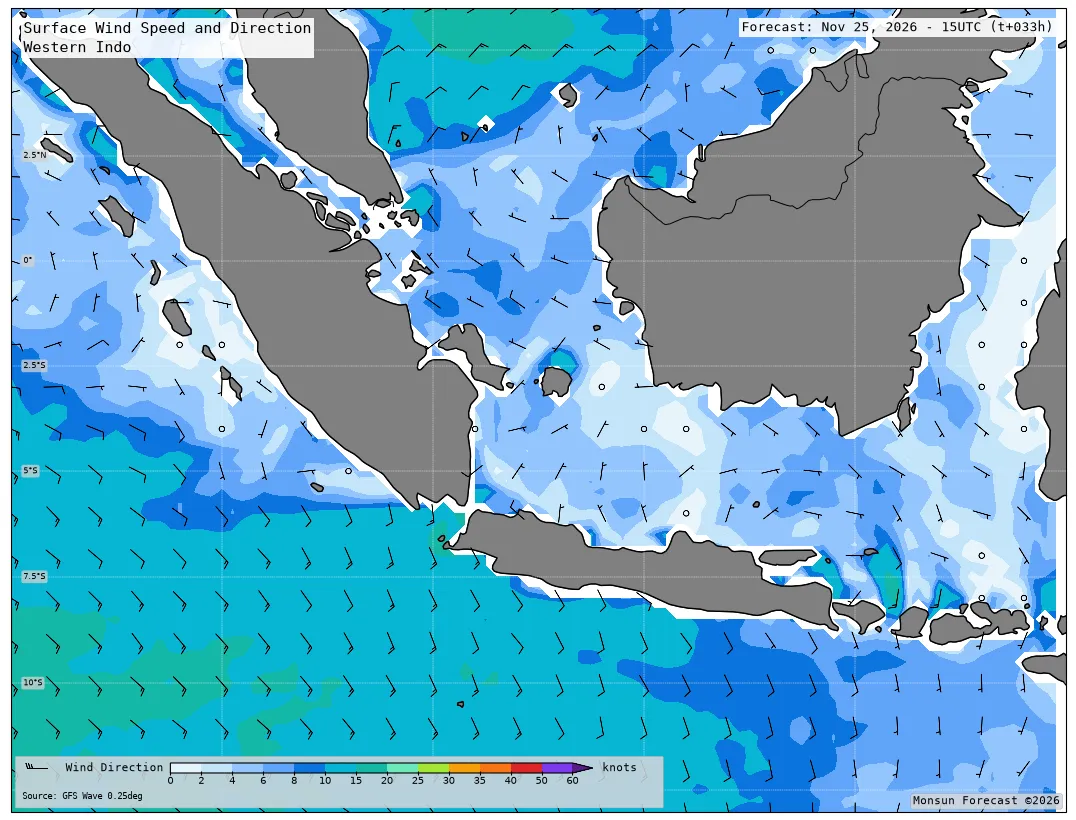 Surface Wind Speed and Direction
Western Indo
Forecast: Nov 25, 2026 - 15UTC (t+033h)
2.5°N
0°
2.5°S
5°S
7.5°S
10°S
Wind Direction
0 2 4 6 8 10 15 20 25 30 35 40 50 60
knots
Source: GFS Wave 0.25deg
Monsun Forecast ©2026